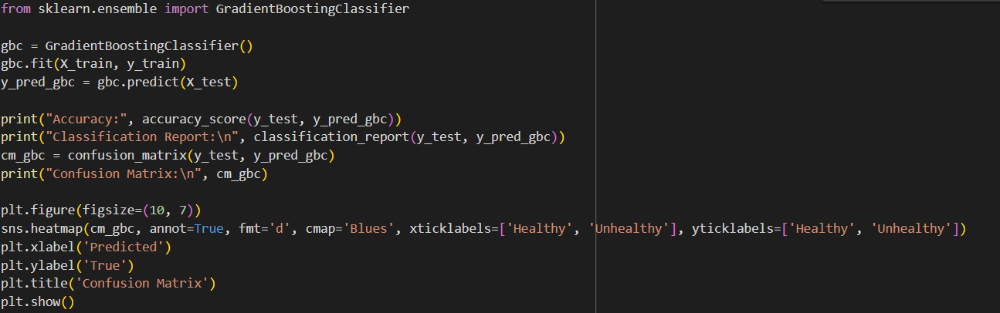 from sklearn.ensemble import GradientBoostingClassifier
gbc = GradientBoostingClassifier()
gbc.fit(X_train, y_train)
y_pred_gbc = gbc.predict(X_test)
print("Accuracy:", accuracy_score(y_test, y_pred_gbc))
print("Classification Report:\n", classification_report(y_test, y_pred_gbc))
cm_gbc = confusion_matrix(y_test, y_pred_gbc)
print("Confusion Matrix:\n", cm_gbc)
plt.figure(figsize=(10, 7))
sns.heatmap(cm_gbc, annot=True, fmt='d', cmap='Blues', xticklabels=['Healthy', 'Unhealthy'], yticklabels=['Healthy', 'Unhealthy'])
plt.xlabel('Predicted')
plt.ylabel('True')
plt.title('Confusion Matrix')
plt.show()